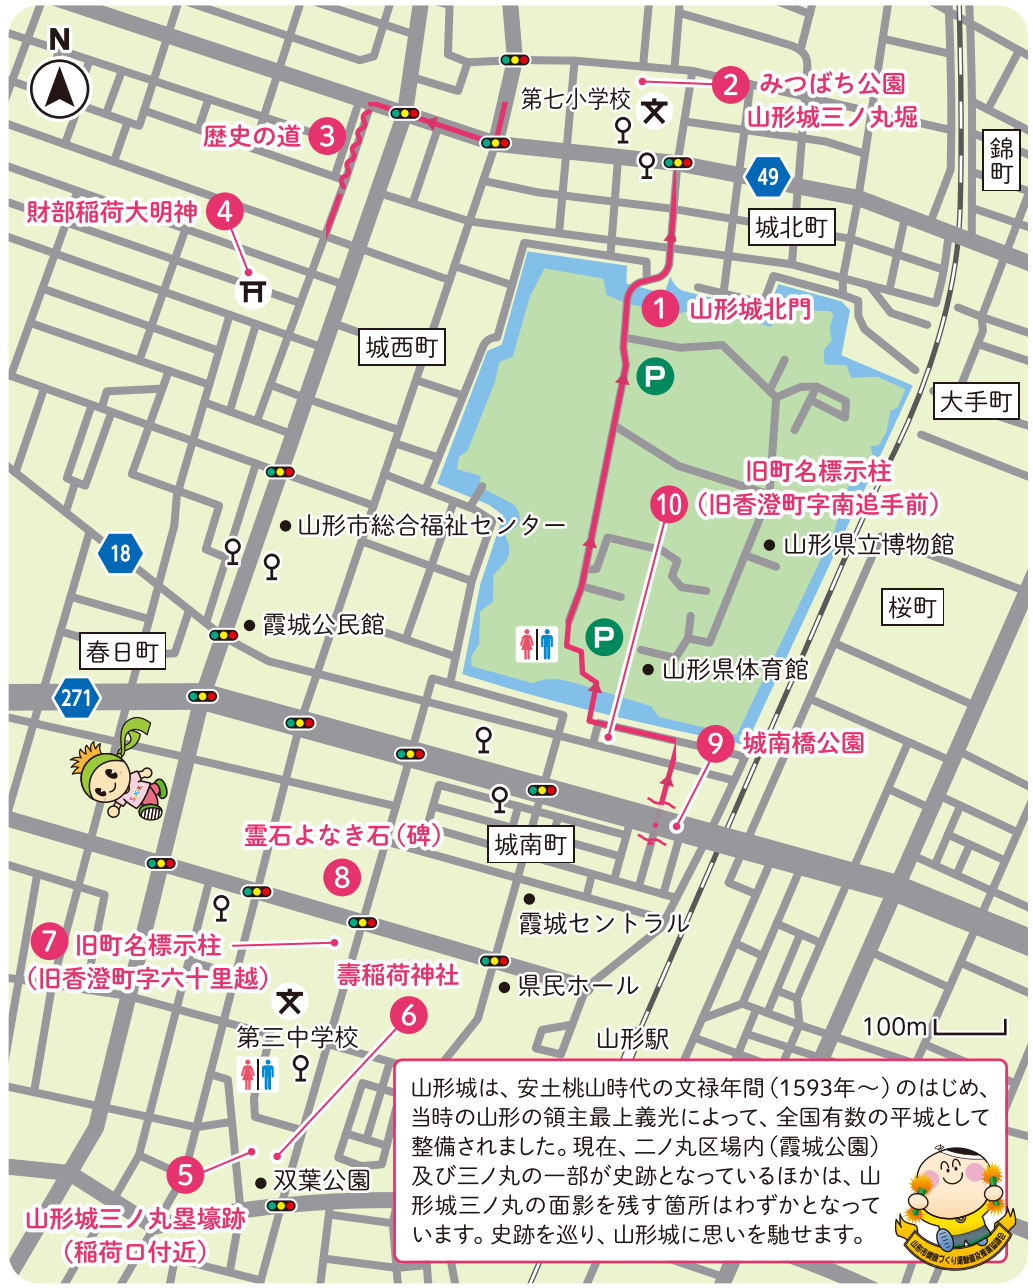 N
第七小学校
2 みつばち公園
山形城三ノ丸堀
歴史の道 3
49
錦町
財部稲荷大明神 4
城北町
1 山形城北門
城西町
P
大手町
旧町名標示柱
10 (旧香澄町字南追手前)
山形市総合福祉センター
山形県立博物館
18
桜町
霞城公民館
春日町
P
山形県体育館
271
9 城南橋公園
霊石よなき石(碑)
城南町
8
霞城セントラル
7 旧町名標示柱
(旧香澄町字六十里越)
壽稲荷神社
県民ホール
6
第三中学校
山形駅
100m
5
双葉公園
山形城三ノ丸塁壕跡
(稲荷口付近)
山形城は、安土桃山時代の文禄年間(1593年〜)のはじめ、
当時の山形の領主最上義光によって、全国有数の平城として
整備されました。現在、二ノ丸区場内(霞城公園)
及び三ノ丸の一部が史跡となっているほかは、山
形城三ノ丸の面影を残す箇所はわずかとなって
います。史跡を巡り、山形城に思いを馳せます。